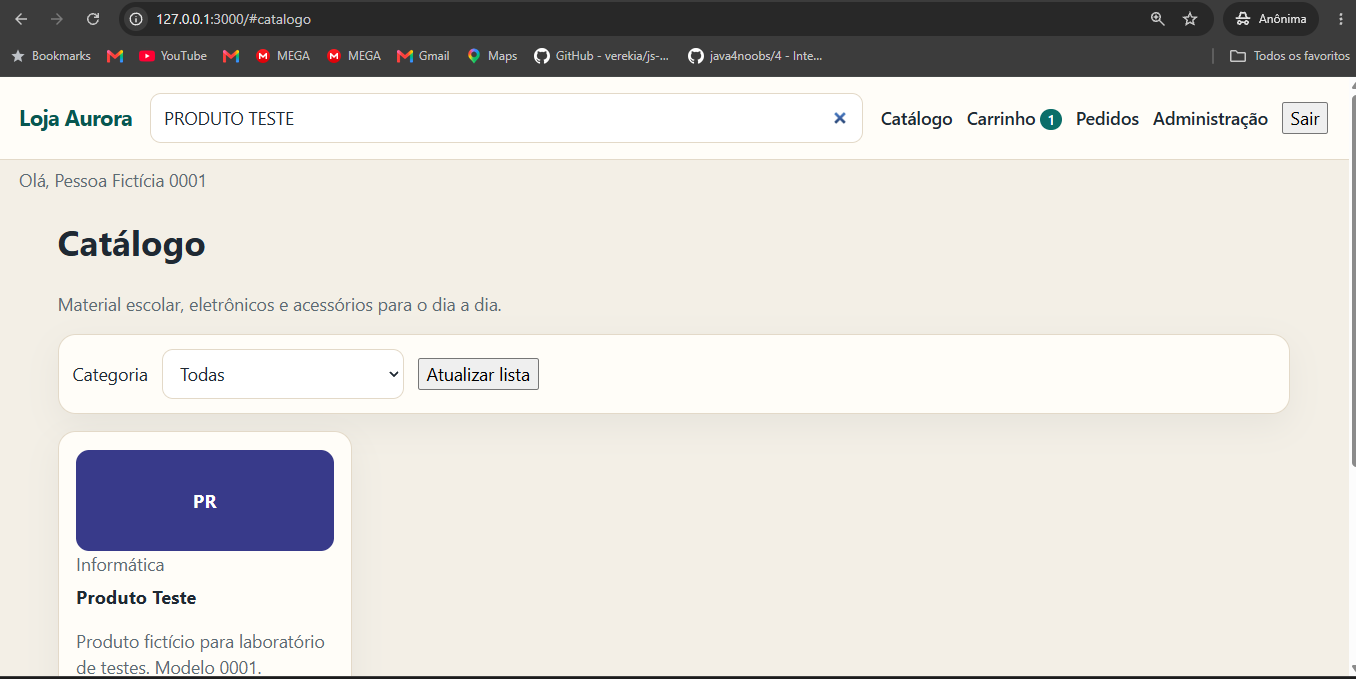 127.0.0.1:3000/#catalogo
Anônima
Bookmarks
YouTube
MEGA
MEGA
Gmail
Maps
GitHub - verekia/js-...
java4noobs/4 - Inte...
Todos os favoritos
Loja Aurora
PRODUTO TESTE
Catálogo
Carrinho 1
Pedidos
Administração
Sair
Olá, Pessoa Fictícia 0001
Catálogo
Material escolar, eletrônicos e acessórios para o dia a dia.
Categoria
Todas
Atualizar lista
PR
Informática
Produto Teste
Produto fictício para laboratório
de testes. Modelo 0001.